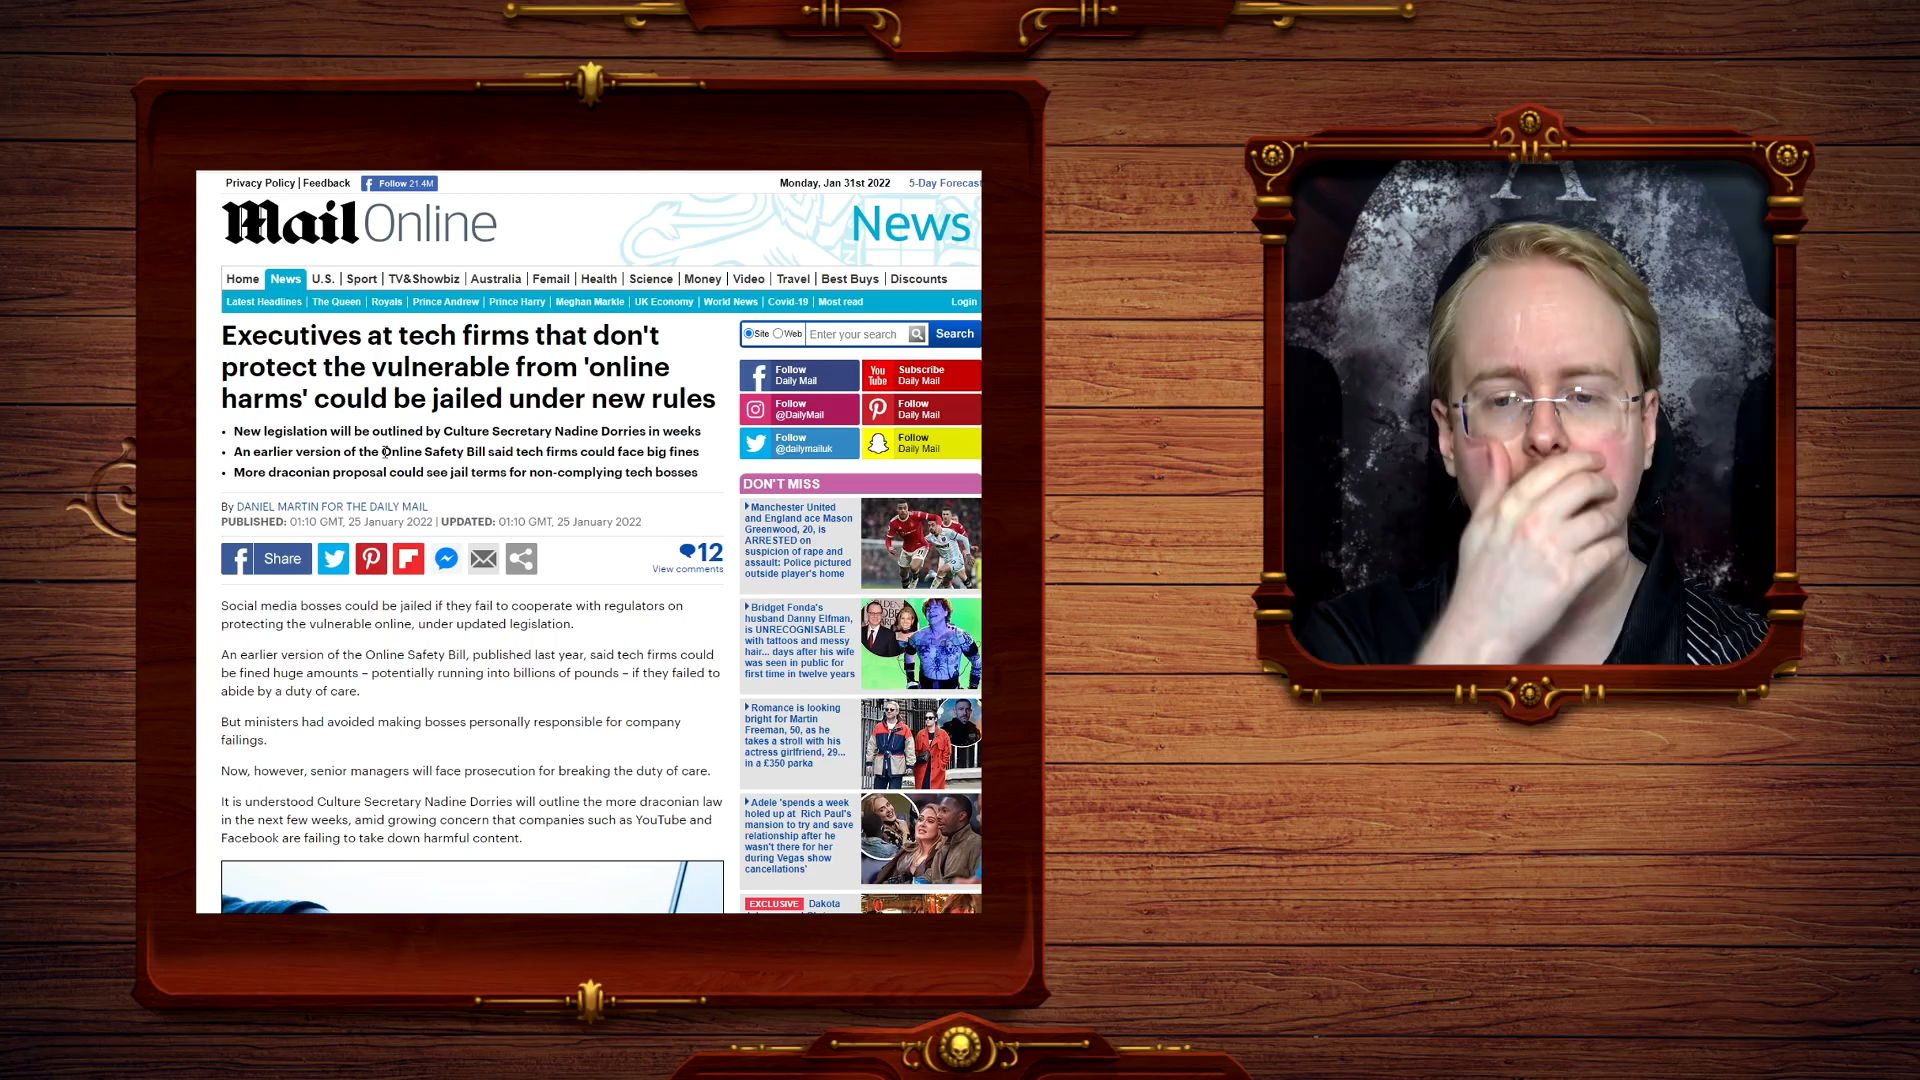 Privacy Policy | Feedback
Follow 21.4M
Monday, Jan 31st 2022
5-Day Forecast
Mail Online
News
Home News U.S. | Sport | TV&Showbiz | Australia | Femail | Health | Science | Money | Video | Travel | Best Buys | Discounts
Latest Headlines | The Queen | Royals | Prince Andrew | Prince Harry | Meghan Markle | UK Economy | World News | Covid-19 | Most read
Login
Executives at tech firms that don't
protect the vulnerable from 'online
harms' could be jailed under new rules
• New legislation will be outlined by Culture Secretary Nadine Dorries in weeks
• An earlier version of the Online Safety Bill said tech firms could face big fines
• More draconian proposal could see jail terms for non-complying tech bosses
By DANIEL MARTIN FOR THE DAILY MAIL
PUBLISHED: 01:10 GMT, 25 January 2022 | UPDATED: 01:10 GMT, 25 January 2022
Share
12
View comments
Social media bosses could be jailed if they fail to cooperate with regulators on
protecting the vulnerable online, under updated legislation.
An earlier version of the Online Safety Bill, published last year, said tech firms could
be fined huge amounts – potentially running into billions of pounds – if they failed to
abide by a duty of care.
But ministers had avoided making bosses personally responsible for company
failings.
Now, however, senior managers will face prosecution for breaking the duty of care.
It is understood Culture Secretary Nadine Dorries will outline the more draconian law
in the next few weeks, amid growing concern that companies such as YouTube and
Facebook are failing to take down harmful content.
Site Web Enter your search Search
Follow
Daily Mail
You
Tube
Subscribe
Daily Mail
Follow
@DailyMail
Follow
Daily Mail
Follow
@dailymailuk
Follow
Daily Mail
DON'T MISS
Manchester United
and England ace Mason
Greenwood, 20, is
ARRESTED on
suspicion of rape and
assault: Police pictured
outside player's home
Bridget Fonda's
husband Danny Elfman,
is UNRECOGNISABLE
with tattoos and messy
hair... days after his wife
was seen in public for
first time in twelve years
Romance is looking
bright for Martin
Freeman, 50, as he
takes a stroll with his
actress girlfriend, 29...
in a £350 parka
Adele 'spends a week
holed up at Rich Paul's
mansion to try and save
relationship after he
wasn't there for her
during Vegas show
cancellations'
EXCLUSIVE Dakota